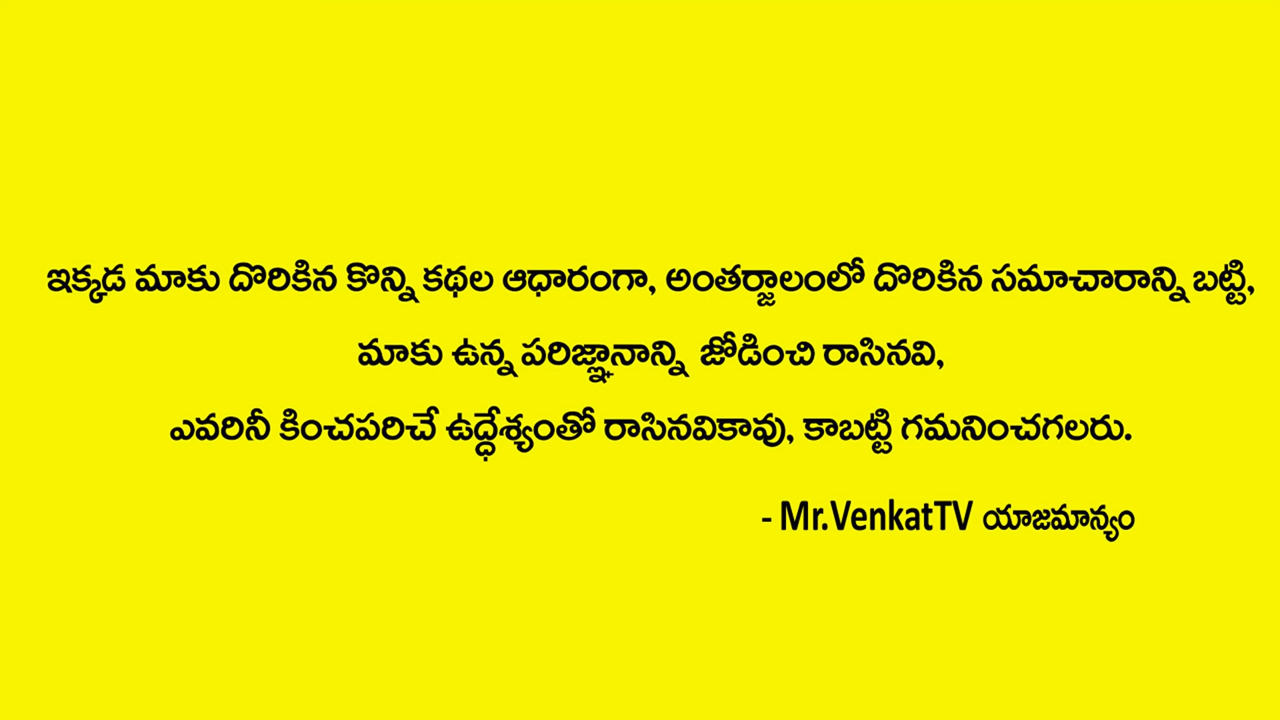 ఇక్కడ మాకు దొరికిన కొన్ని కథల ఆధారంగా, అంతర్జాలంలో దొరికిన సమాచారాన్ని బట్టి,
మాకు ఉన్న పరిజ్ఞానాన్ని జోడించి రాసినవి,
ఎవరినీ కించపరిచే ఉద్ధేశ్యంతో రాసినవికావు, కాబట్టి గమనించగలరు.
- Mr.VenkatTV యాజమాన్యం